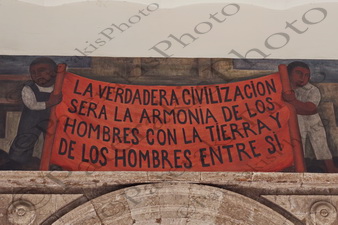 LA VERDADERA CIVILIZACION
SERA LA ARMONIA DE LOS
HOMBRES CON LA TIERRA Y
DE LOS HOMBRES ENTRE SI